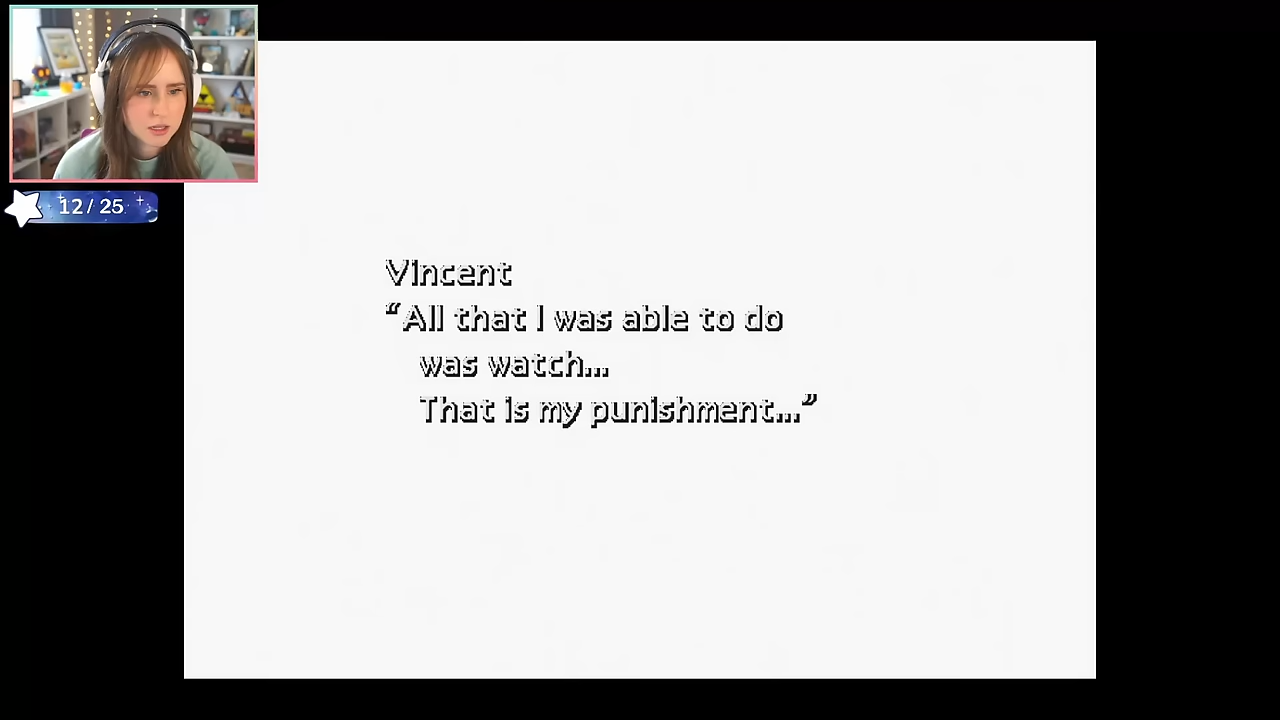 12 / 25
Vincent
“All that I was able to do
was watch...
That is my punishment...”